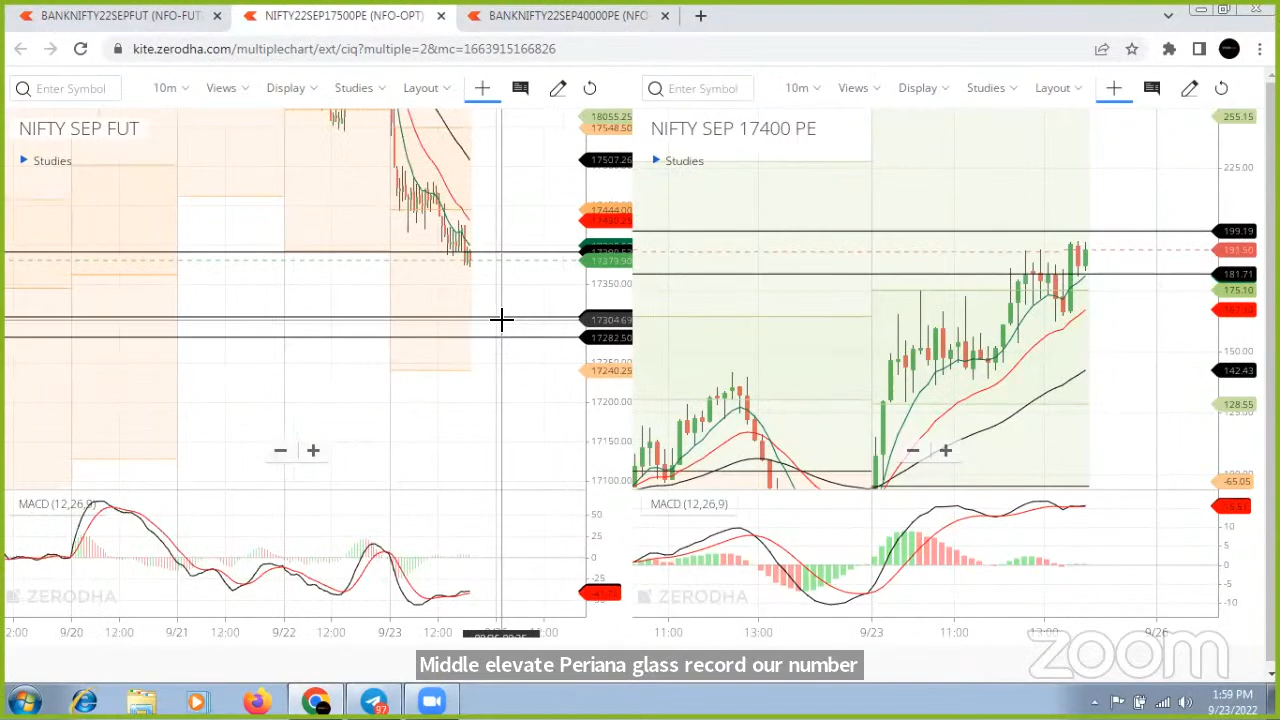 BANKNIFTY22SEPFUT (NFO-FUT)
NIFTY22SEP17500PE (NFO-OPT)
BANKNIFTY22SEP40000PE (NFO-
kite.zerodha.com/multiplechart/ext/ciq?multiple=2&mc=1663915166826
Enter Symbol 10m Views Display Studies Layout
Enter Symbol 10m Views Display Studies Layout
NIFTY SEP FUT
Studies
18055.25
17548.50
17507.26
17444.00
17379.90
17350.00
17304.69
17282.50
17240.25
17200.00
17150.00
17100.00
MACD (12,26,9)
50
25
0
-25
ZERODHA
12:00 9/20 12:00 9/21 12:00 9/22 12:00 9/23 12:00
NIFTY SEP 17400 PE
Studies
255.15
225.00
199.19
191.50
181.71
175.10
150.00
142.43
128.55
-65.05
MACD (12,26,9)
10
5
0
-5
-10
ZERODHA
11:00 13:00 9/23 11:00 13:00 9/26
Middle elevate Periana glass record our number
zoom
97
1:59 PM
9/23/2022